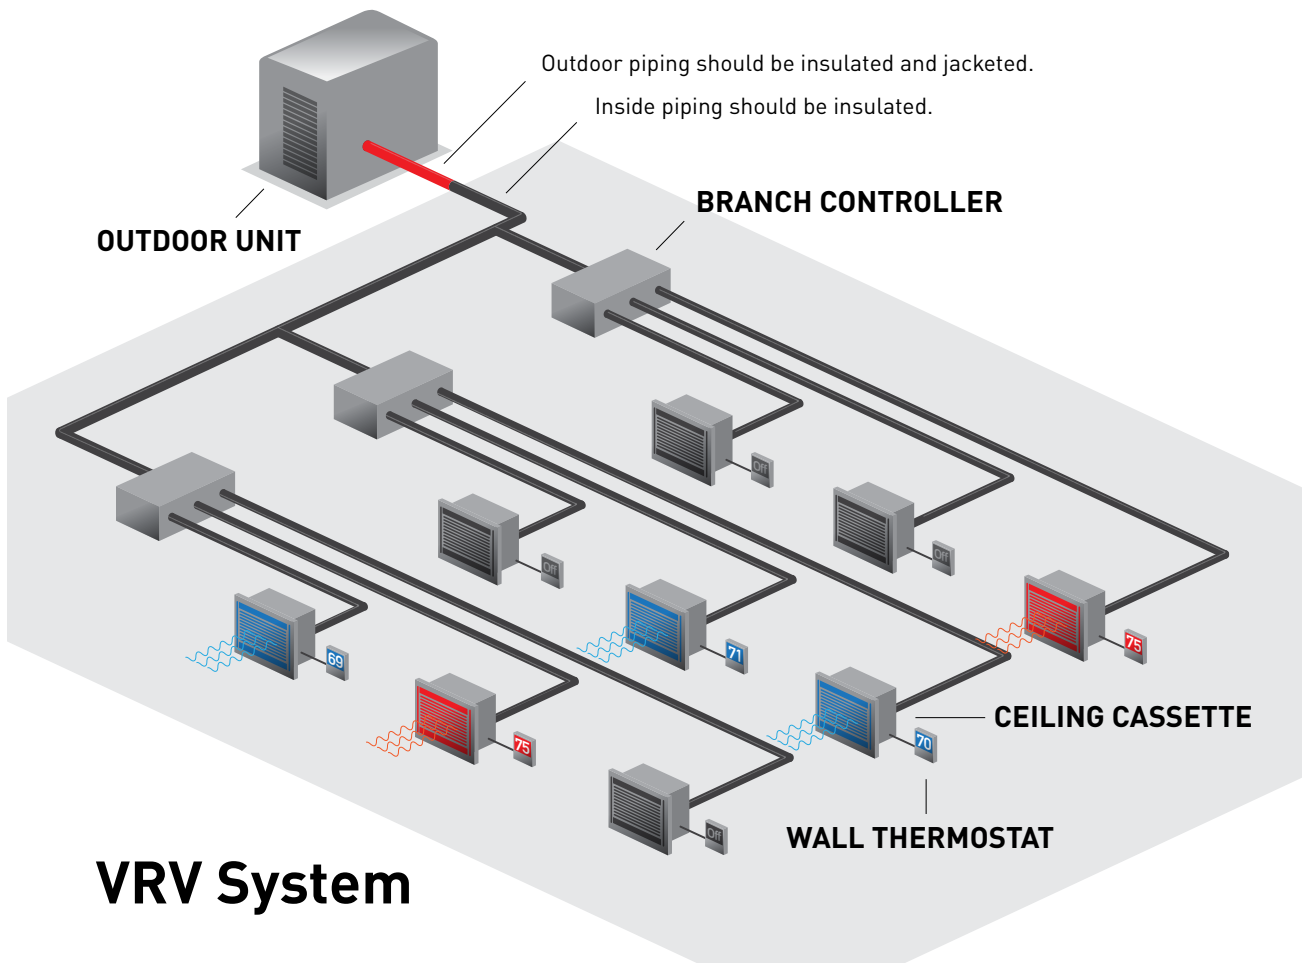 Outdoor piping should be insulated and jacketed.
Inside piping should be insulated.
BRANCH CONTROLLER
OUTDOOR UNIT
Off
Off
Off
69
71
75
75
70
Off
CEILING CASSETTE
WALL THERMOSTAT
VRV System